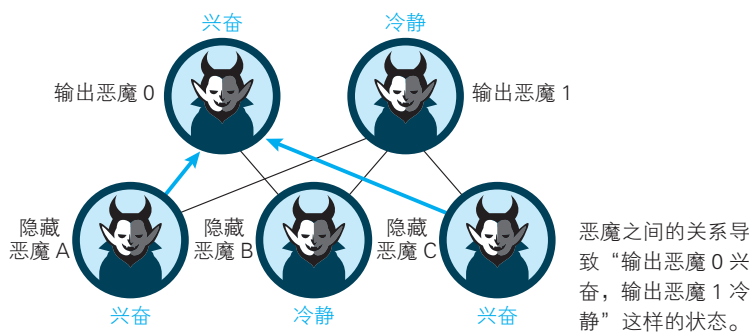 兴奋
冷静
输出恶魔 0
输出恶魔 1
隐藏
恶魔 A
隐藏
恶魔 B
隐藏
恶魔 C
兴奋
冷静
兴奋
恶魔之间的关系导
致“输出恶魔 0 兴
奋，输出恶魔 1 冷
静”这样的状态。